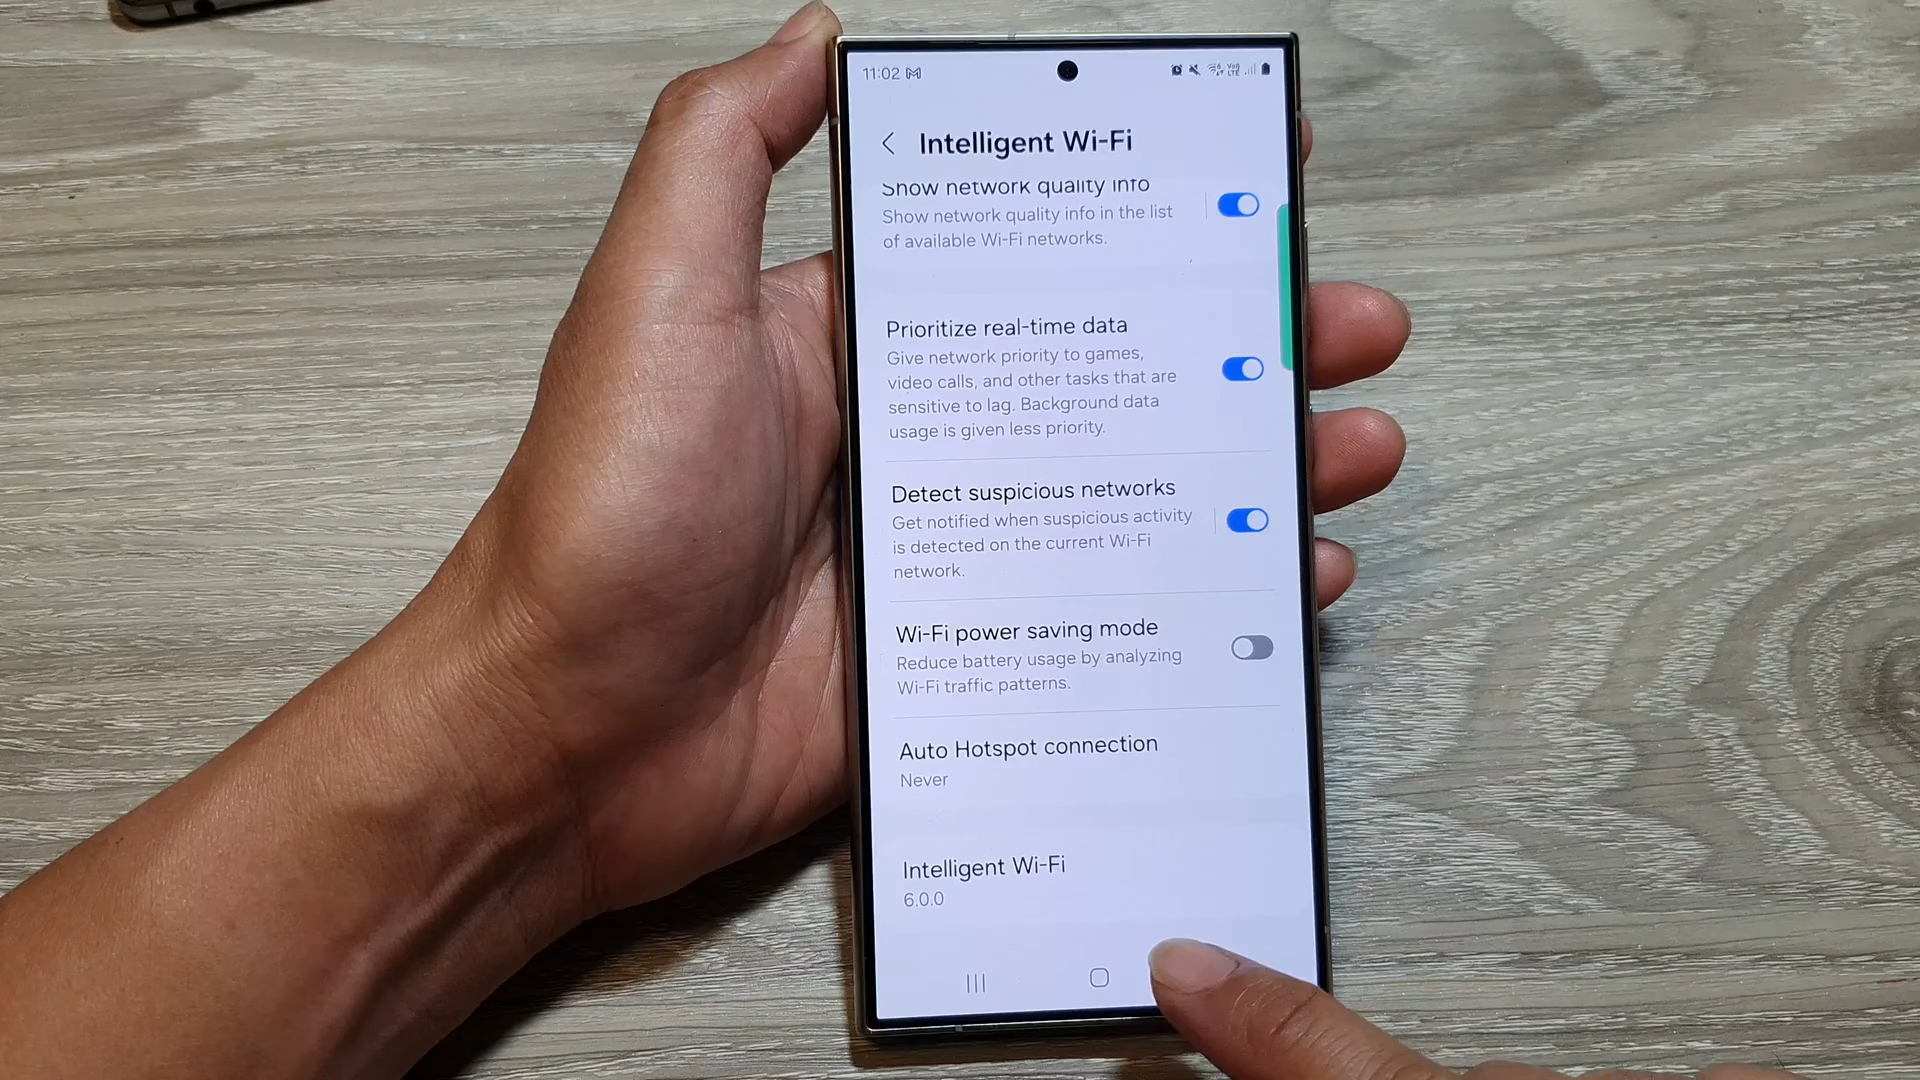 11:02
Intelligent Wi-Fi
Show network quality info
Show network quality info in the list
of available Wi-Fi networks.
Prioritize real-time data
Give network priority to games,
video calls, and other tasks that are
sensitive to lag. Background data
usage is given less priority.
Detect suspicious networks
Get notified when suspicious activity
is detected on the current Wi-Fi
network.
Wi-Fi power saving mode
Reduce battery usage by analyzing
Wi-Fi traffic patterns.
Auto Hotspot connection
Never
Intelligent Wi-Fi
6.0.0